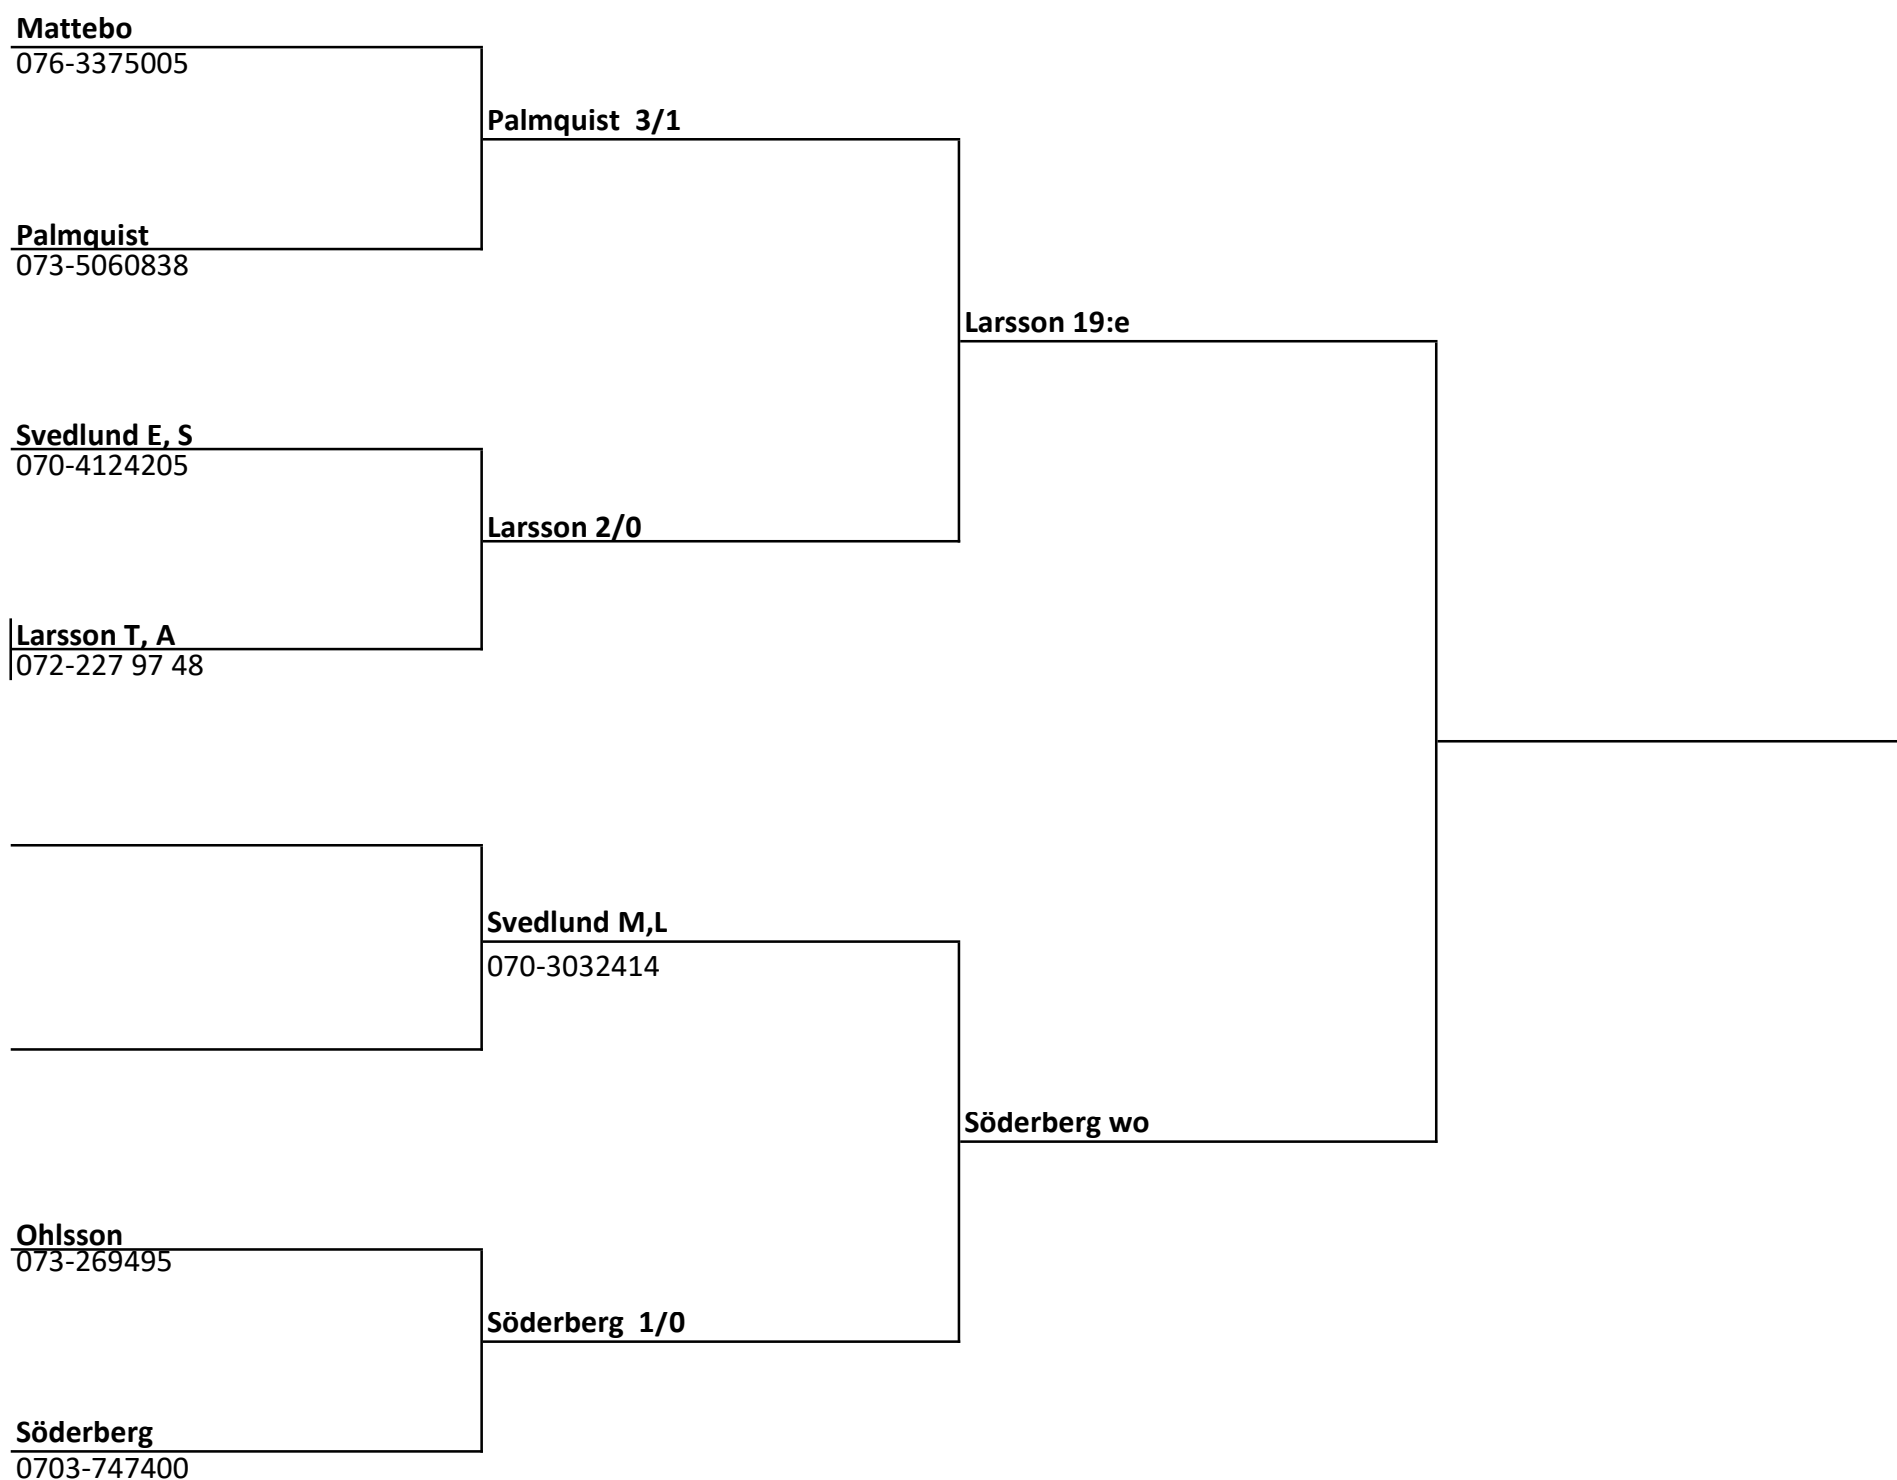 Mattebo
076-3375005
Palmquist  3/1
Palmquist
073-5060838
Larsson 19:e
Svedlund E, S
070-4124205
Larsson 2/0
Larsson T, A
072-227 97 48
Svedlund M,L
070-3032414
Söderberg wo
Ohlsson
073-269495
Söderberg  1/0
Söderberg
0703-747400